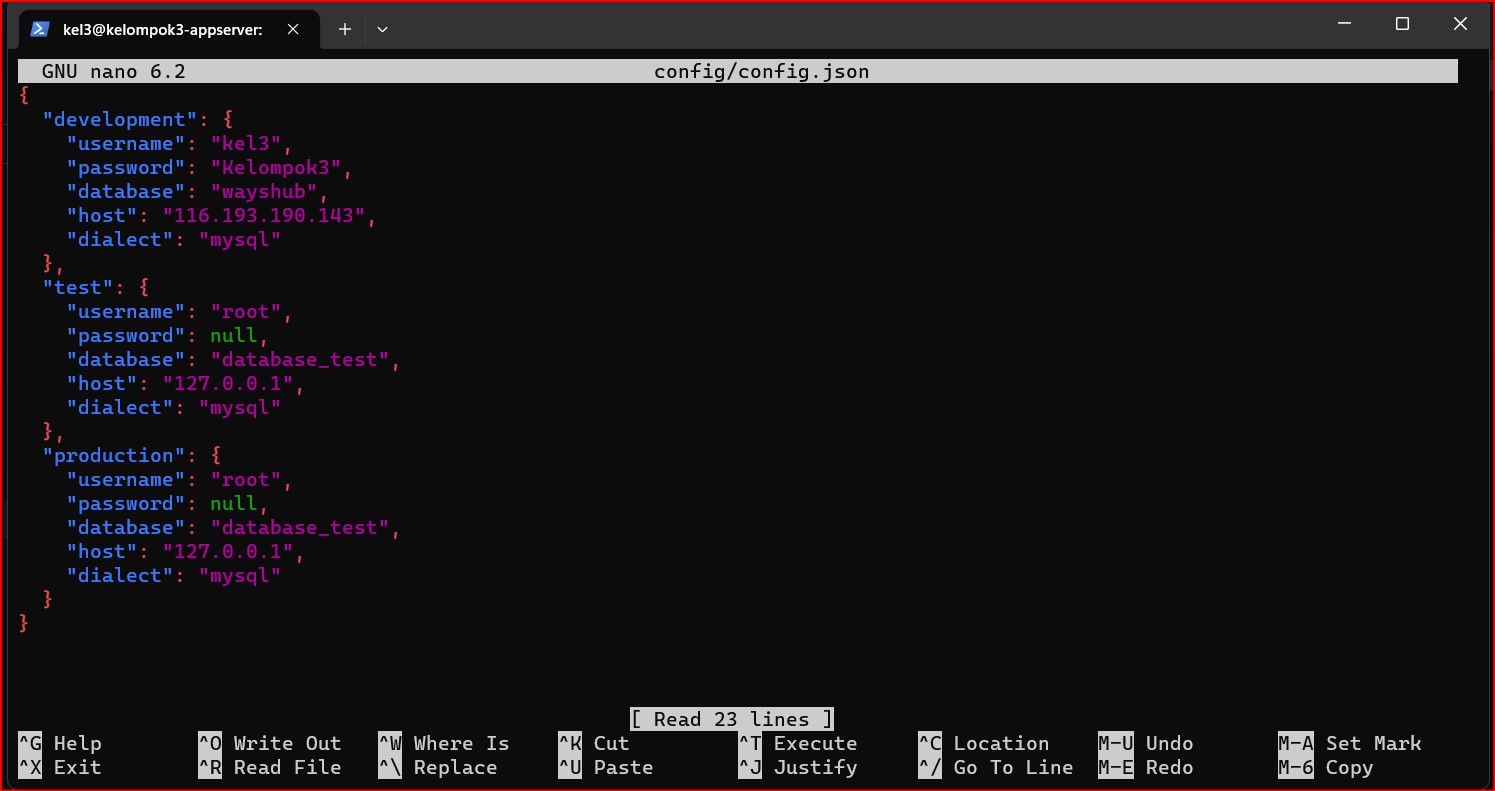 kel3@kelompok3-appserver:
GNU nano 6.2 config/config.json
{
  "development": {
    "username": "kel3",
    "password": "Kelompok3",
    "database": "wayshub",
    "host": "116.193.190.143",
    "dialect": "mysql"
  },
  "test": {
    "username": "root",
    "password": null,
    "database": "database_test",
    "host": "127.0.0.1",
    "dialect": "mysql"
  },
  "production": {
    "username": "root",
    "password": null,
    "database": "database_test",
    "host": "127.0.0.1",
    "dialect": "mysql"
  }
}
[ Read 23 lines ]
^G Help ^O Write Out ^W Where Is ^K Cut ^T Execute ^C Location M-U Undo M-A Set Mark
^X Exit ^R Read File ^\ Replace ^U Paste ^J Justify ^/ Go To Line M-E Redo M-6 Copy